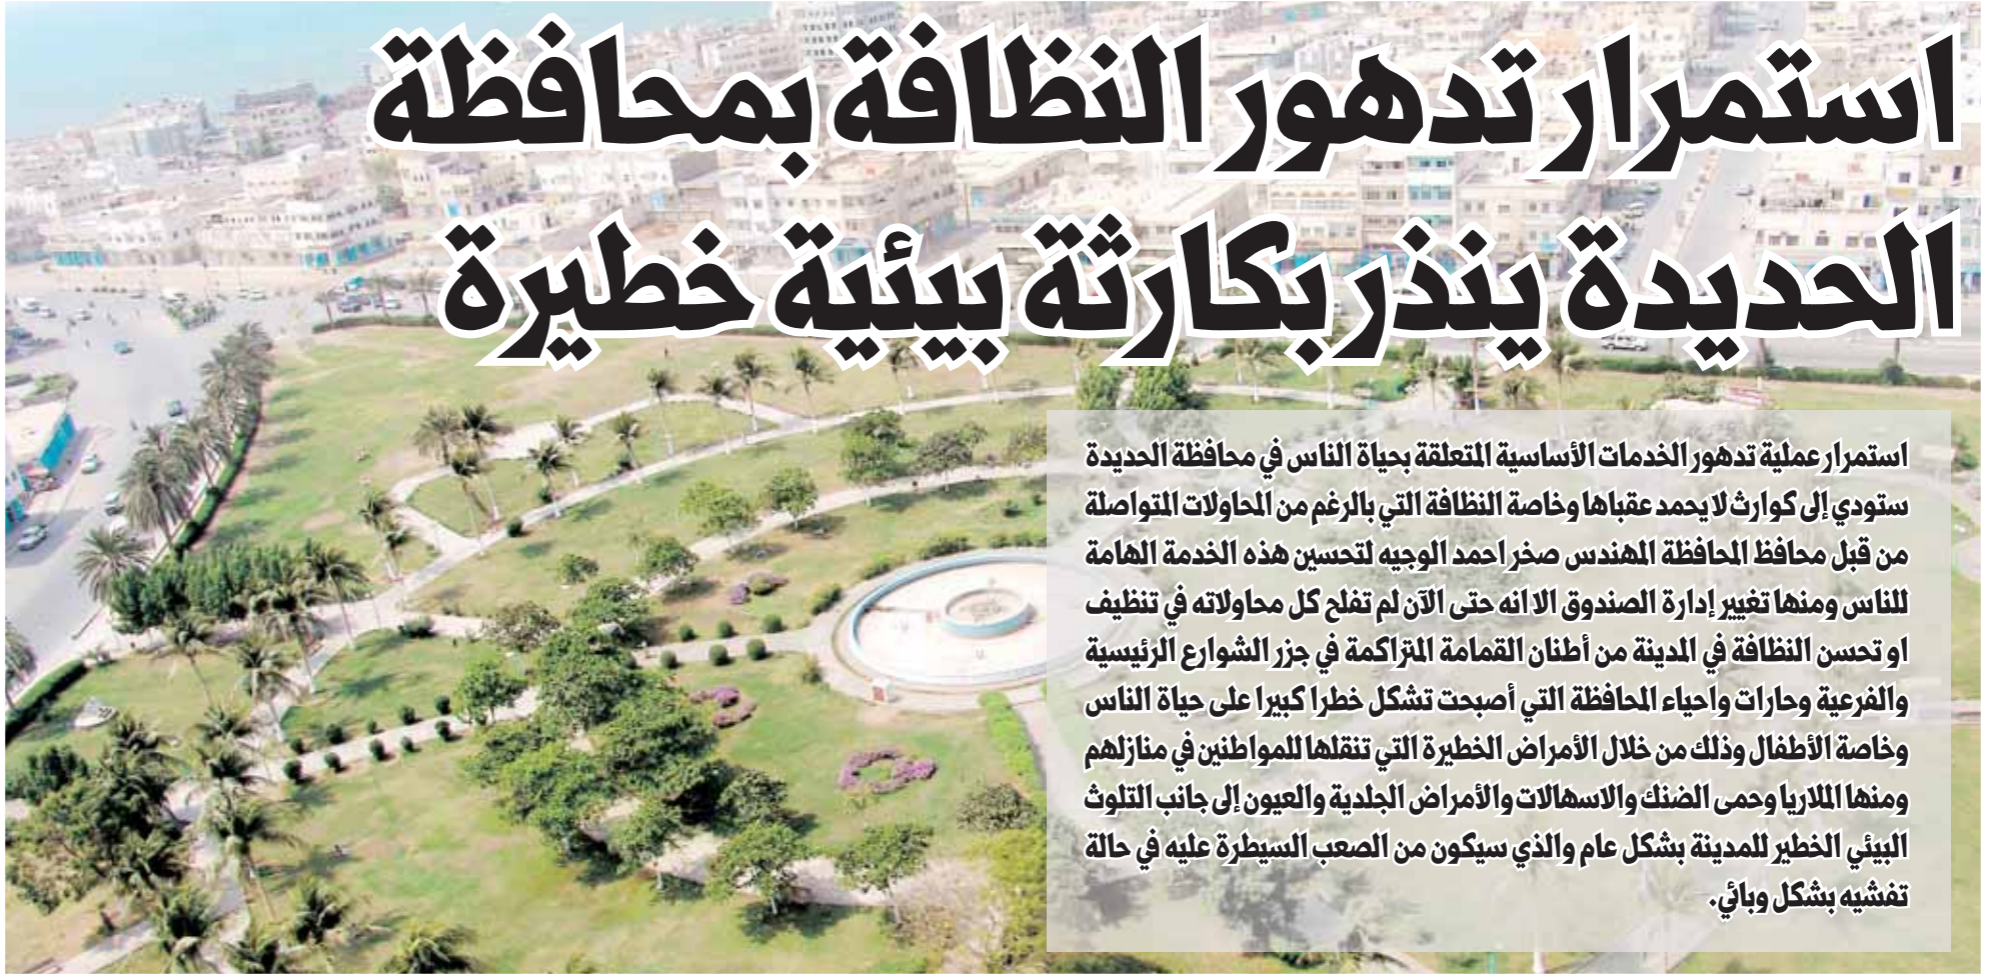 استمرار تدهور النظافة بمحافظة
الحديدة ينذر بكارثة بيئية خطيرة
استمرار عملية تدهور الخدمات الأساسية المتعلقة بحياة الناس في محافظة الحديدة
ستودي إلى كوارث لا يحمد عقباها وخاصة النظافة التي بالرغم من المحاولات المتواصلة
من قبل محافظ المحافظة المهندس صخر احمد الوجيه لتحسين هذه الخدمة الهامة
للناس ومنها تغيير إدارة الصندوق الا انه حتى الآن لم تفلح كل محاولاته في تنظيف
او تحسن النظافة في المدينة من أطنان القمامة المتراكمة في جزر الشوارع الرئيسية
والفرعية وحارات واحياء المحافظة التي أصبحت تشكل خطرا كبيرا على حياة الناس
وخاصة الأطفال وذلك من خلال الأمراض الخطيرة التي تنقلها للمواطنين في منازلهم
ومنها الملاريا وحمى الضنك والاسهالات والأمراض الجلدية والعيون إلى جانب التلوث
البيئي الخطير للمدينة بشكل عام والذي سيكون من الصعب السيطرة عليه في حالة
تفشيه بشكل وبائي.